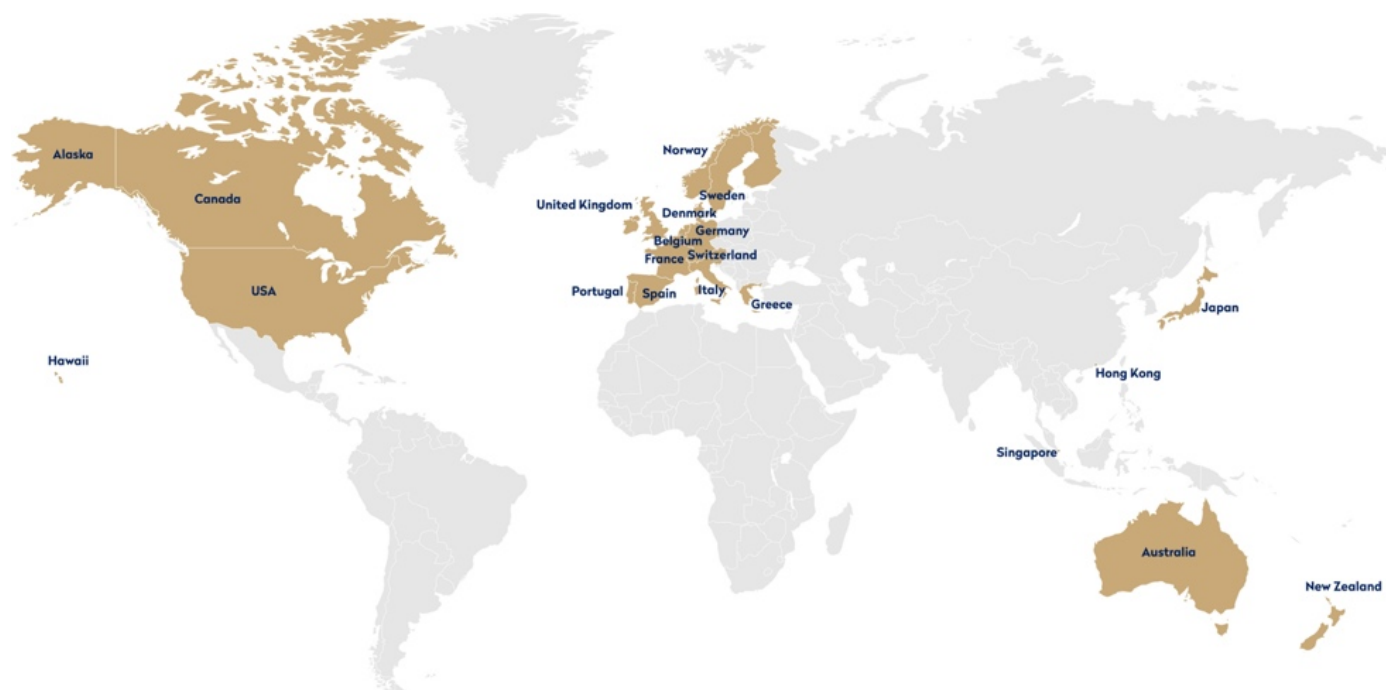 Alaska
Canada
USA
Hawaii
Norway
Sweden
United Kingdom
Denmark
Germany
Belgium
Switzerland
France
Portugal
Spain
Italy
Greece
Japan
Hong Kong
Singapore
Australia
New Zealand